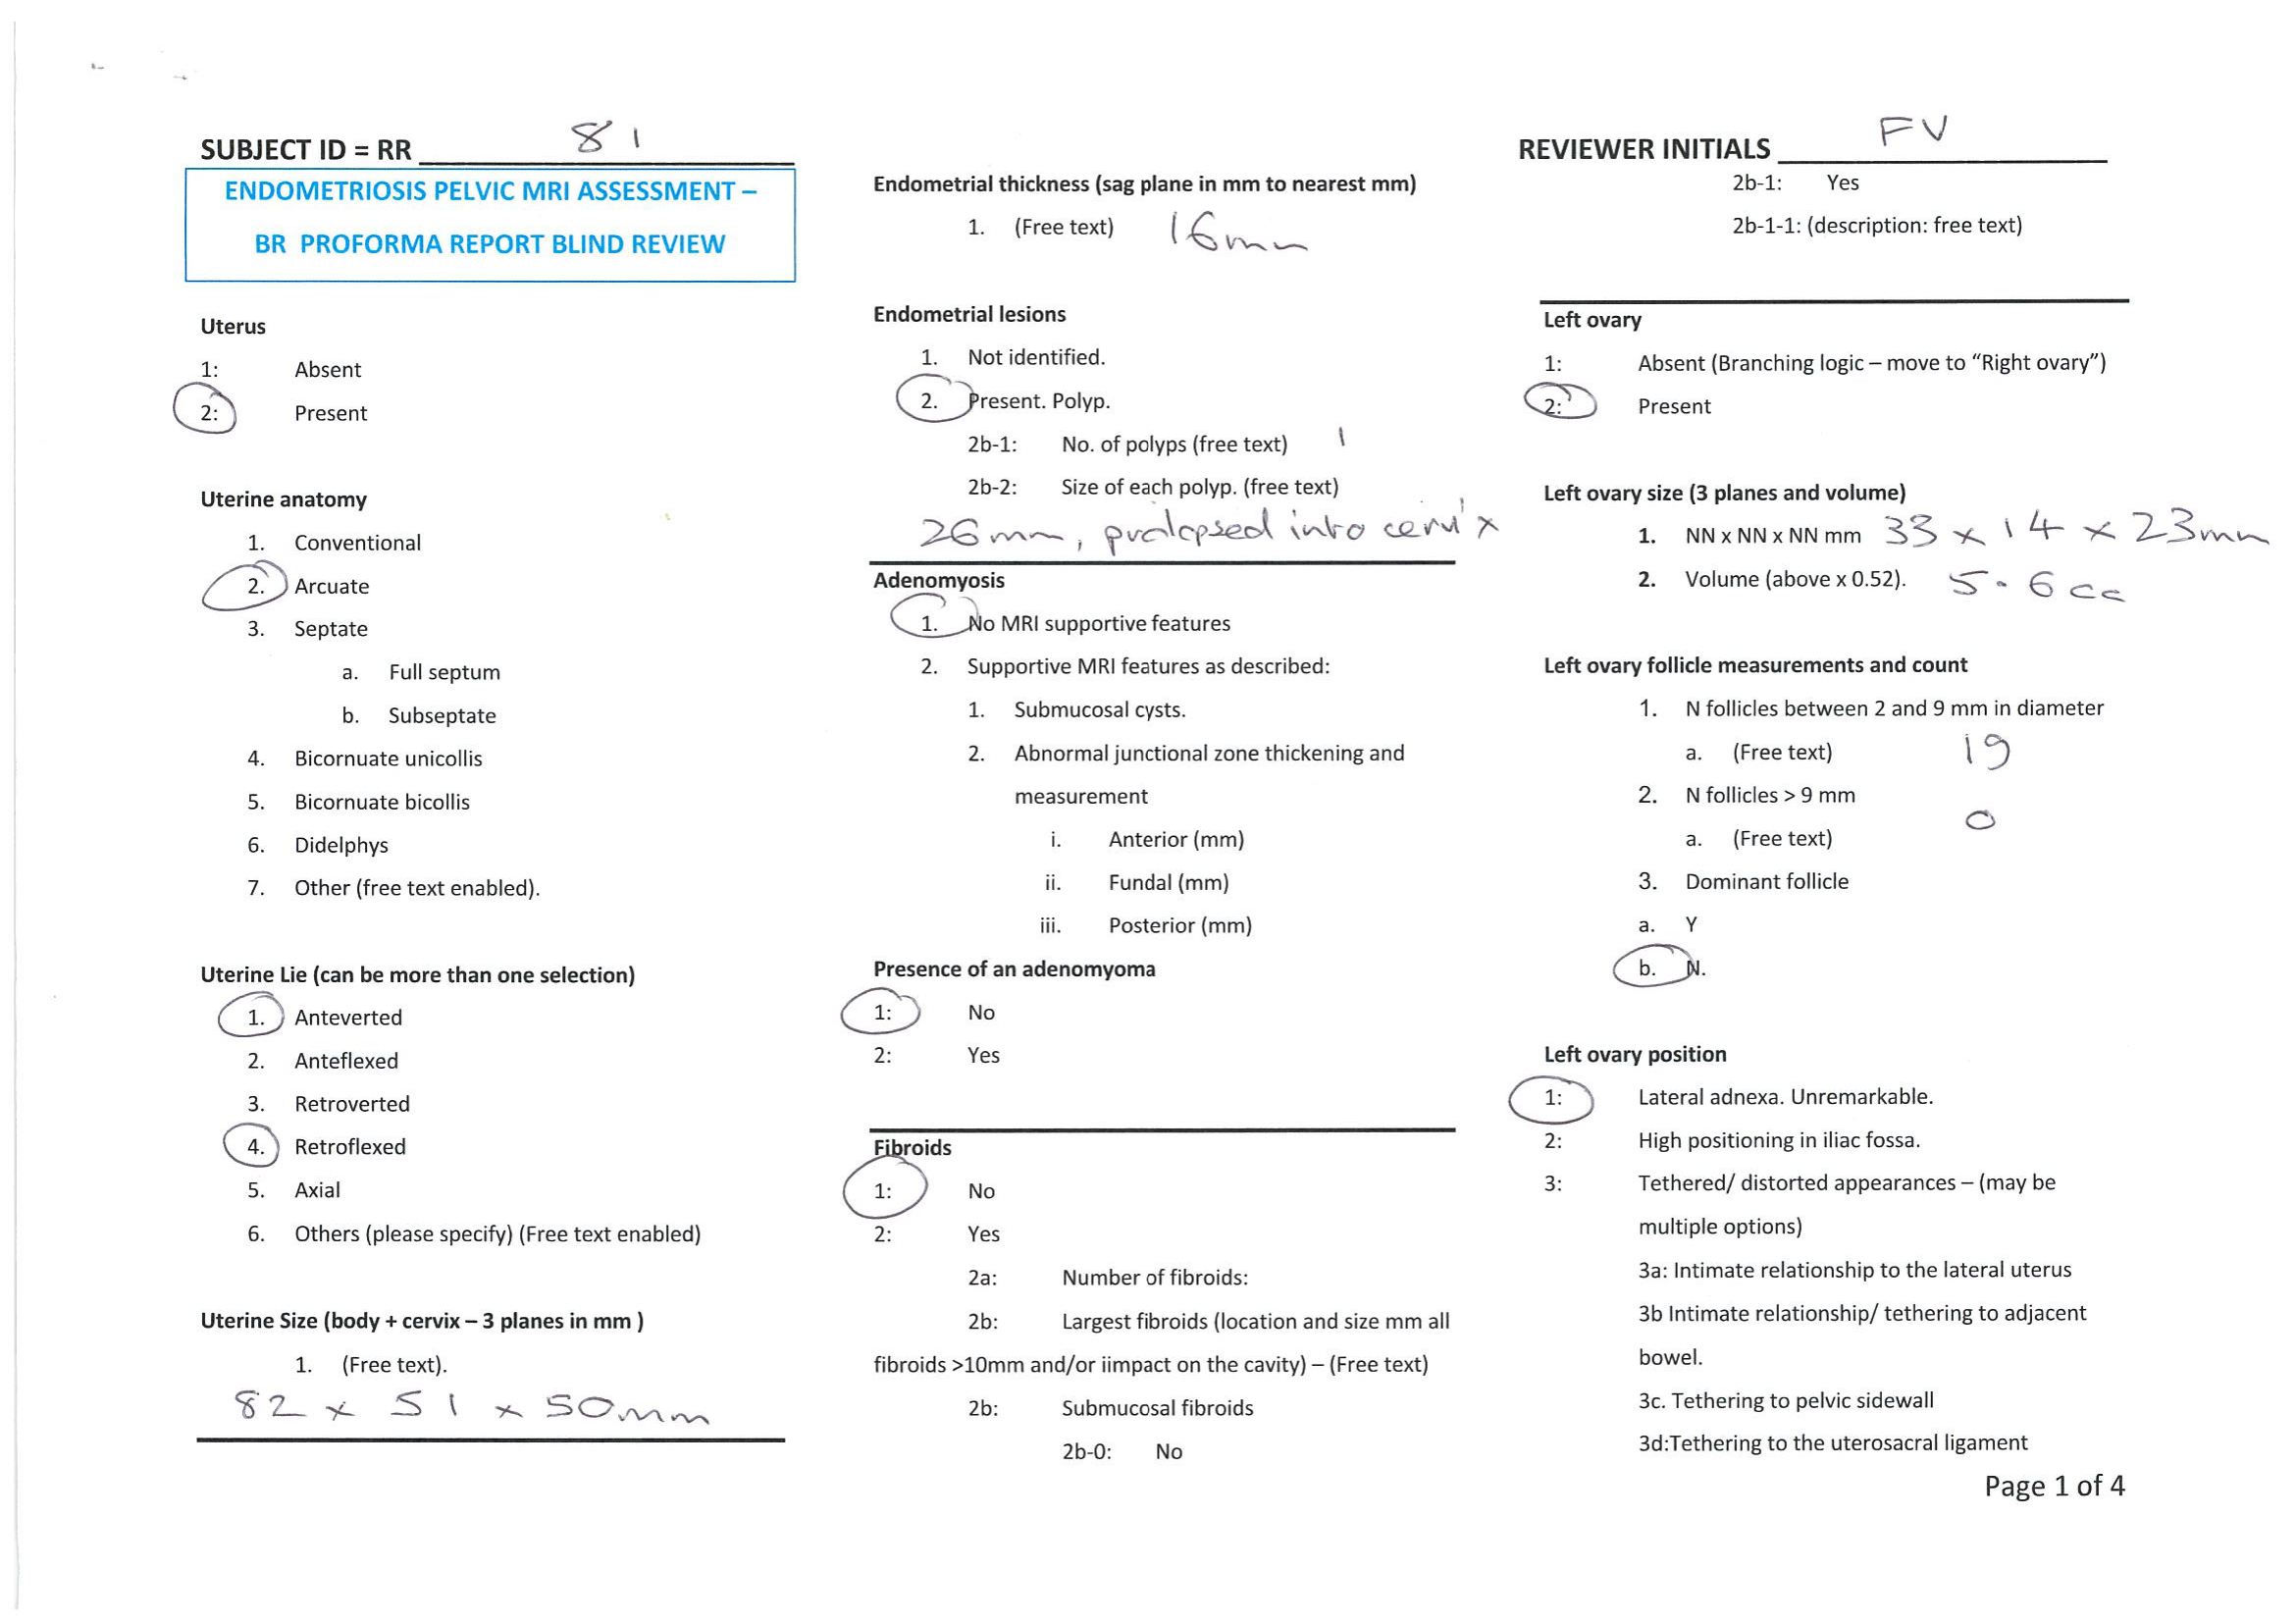 SUBJECT ID = RR 81
ENDOMETRIOSIS PELVIC MRI ASSESSMENT –
BR PROFORMA REPORT BLIND REVIEW
Uterus
1: Absent
2: Present
Uterine anatomy
1. Conventional
2. Arcuate
3. Septate
a. Full septum
b. Subseptate
4. Bicornuate unicollis
5. Bicornuate bicollis
6. Didelphys
7. Other (free text enabled).
Uterine Lie (can be more than one selection)
1. Anteverted
2. Anteflexed
3. Retroverted
4. Retroflexed
5. Axial
6. Others (please specify) (Free text enabled)
Uterine Size (body + cervix – 3 planes in mm )
1. (Free text).
82 x 51 x 50mm
Endometrial thickness (sag plane in mm to nearest mm)
1. (Free text) 16mm
Endometrial lesions
1. Not identified.
2. Present. Polyp.
2b-1: No. of polyps (free text) 1
2b-2: Size of each polyp. (free text)
26mm, prolapsed into cervix
Adenomyosis
1. No MRI supportive features
2. Supportive MRI features as described:
1. Submucosal cysts.
2. Abnormal junctional zone thickening and
measurement
i. Anterior (mm)
ii. Fundal (mm)
iii. Posterior (mm)
Presence of an adenomyoma
1: No
2: Yes
Fibroids
1: No
2: Yes
2a: Number of fibroids:
2b: Largest fibroids (location and size mm all
fibroids >10mm and/or iimpact on the cavity) – (Free text)
2b: Submucosal fibroids
2b-0: No
REVIEWER INITIALS FV
2b-1: Yes
2b-1-1: (description: free text)
Left ovary
1: Absent (Branching logic – move to “Right ovary”)
2: Present
Left ovary size (3 planes and volume)
1. NN x NN x NN mm 33 x 14 x 23mm
2. Volume (above x 0.52). 5.6cc
Left ovary follicle measurements and count
1. N follicles between 2 and 9 mm in diameter
a. (Free text) 19
2. N follicles > 9 mm
0
a. (Free text)
3. Dominant follicle
a. Y
b. N.
Left ovary position
1: Lateral adnexa. Unremarkable.
2: High positioning in iliac fossa.
3: Tethered/ distorted appearances – (may be
multiple options)
3a: Intimate relationship to the lateral uterus
3b Intimate relationship/ tethering to adjacent
bowel.
3c. Tethering to pelvic sidewall
3d:Tethering to the uterosacral ligament
Page 1 of 4